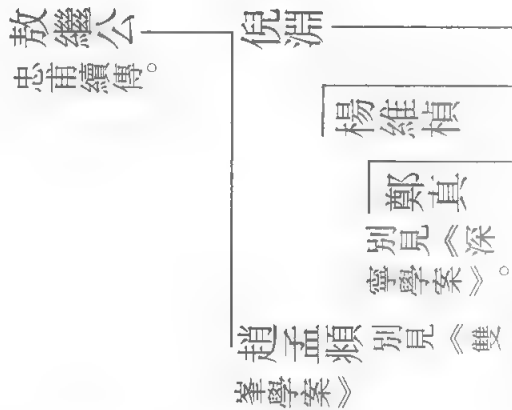 敖繼公
忠甫續傳。
倪淵
楊維楨
鄭真
別見《深
寧學案》。
趙孟頫別見《雙
峯學案》